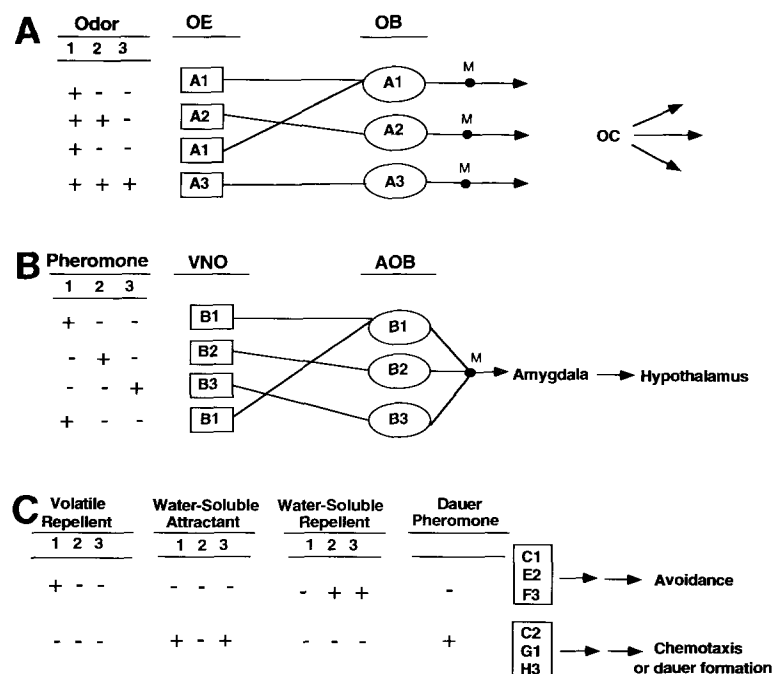 A
Odor OE OB
1 2 3
+ - - A1 A1 M
+ + - A2 A2 M OC
+ - - A1
+ + + A3 A3 M
B
Pheromone VNO AOB
1 2 3
+ - - B1 B1
- + - B2 B2 M Amygdala Hypothalamus
- - + B3 B3
+ - - B1
C
Volatile Water-Soluble Water-Soluble Dauer
Repellent Attractant Repellent Pheromone
1 2 3 1 2 3 1 2 3
C1
+ - - - - - - + + - E2 Avoidance
F3
C2
- - - + - + - - - + G1 Chemotaxis
H3 or dauer formation